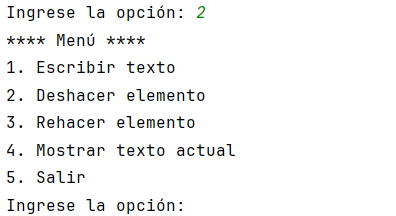 Ingrese la opción: 2
**** Menú ****
1. Escribir texto
2. Deshacer elemento
3. Rehacer elemento
4. Mostrar texto actual
5. Salir
Ingrese la opción: